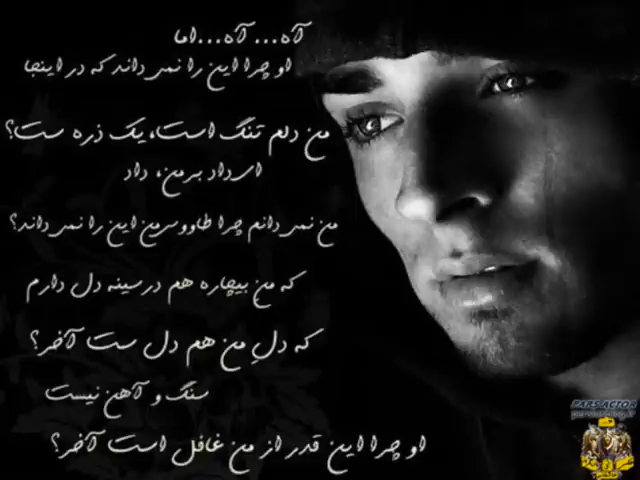 آه... آه...اما
او چرا این را نمی داند که در اینجا
من دلم تنگ است، یک ذره ست؟
ای داد بر من، داد
من نمی دانم چرا طاووس من این را نمی داند؟
که من بیچاره هم در سینه دل دارم
که دلِ من هم دل ست آخر؟
سنگ و آهن نیست
او چرا این قدر از من غافل است آخر؟
PARS ACTOR